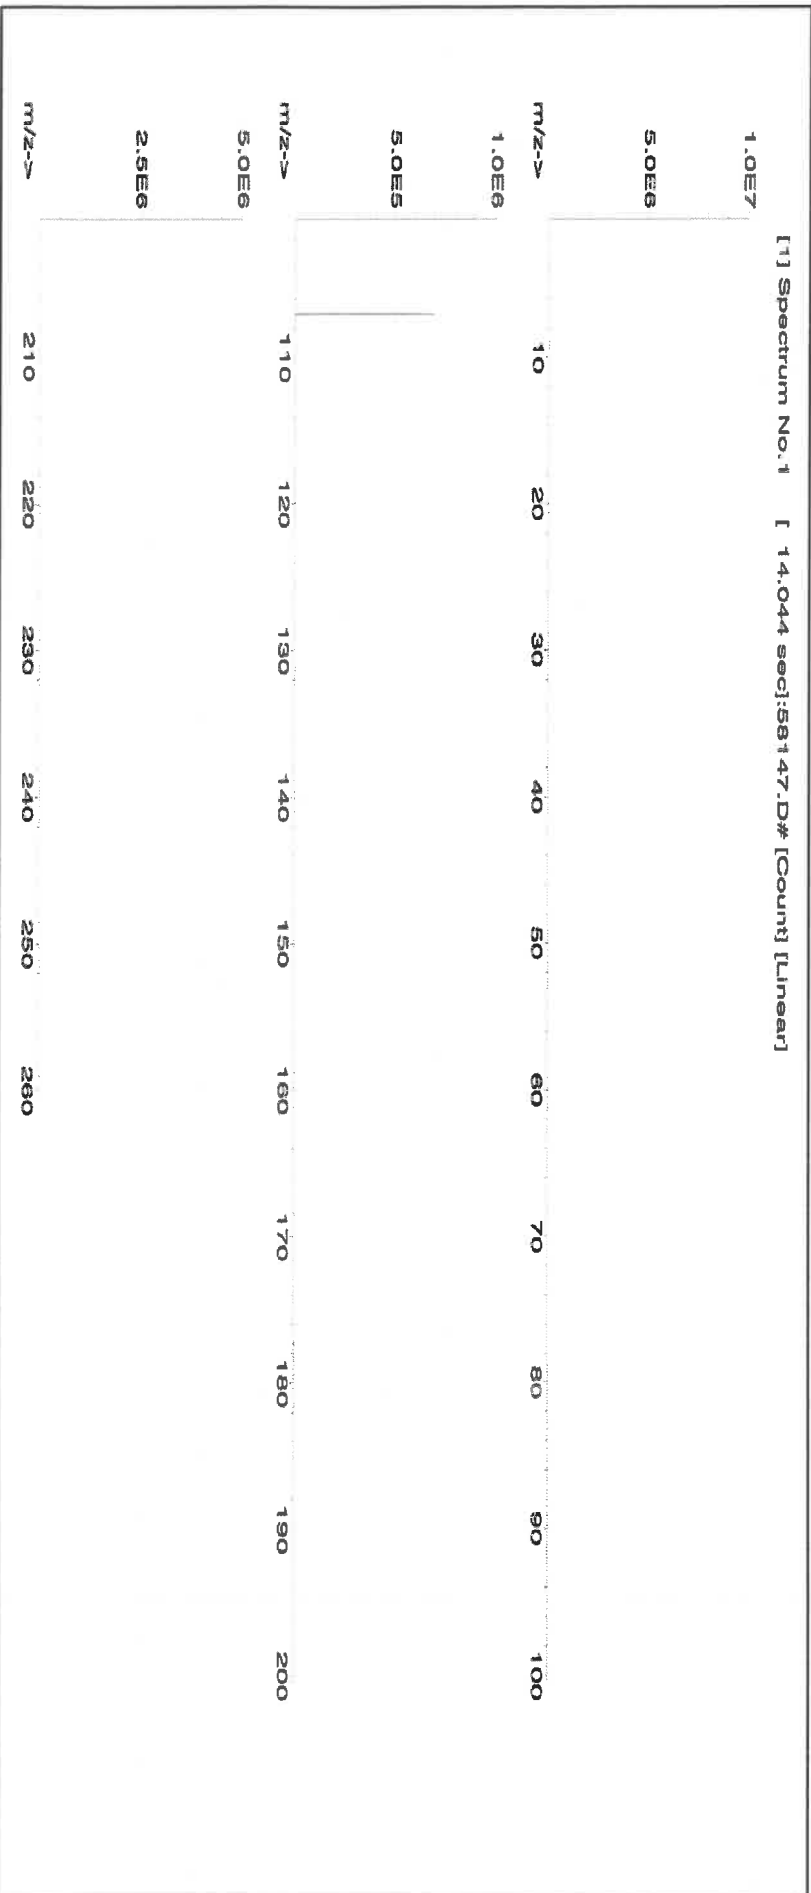 [1] Spectrum No.1 [ 14.044 sec]:58147.D# [Count] [Linear]
1.0E7
5.0E6
m/z-> 10 20 30 40 50 60 70 80 90 100
1.0E6
5.0E5
m/z-> 110 120 130 140 150 160 170 180 190 200
5.0E6
2.5E6
m/z-> 210 220 230 240 250 260